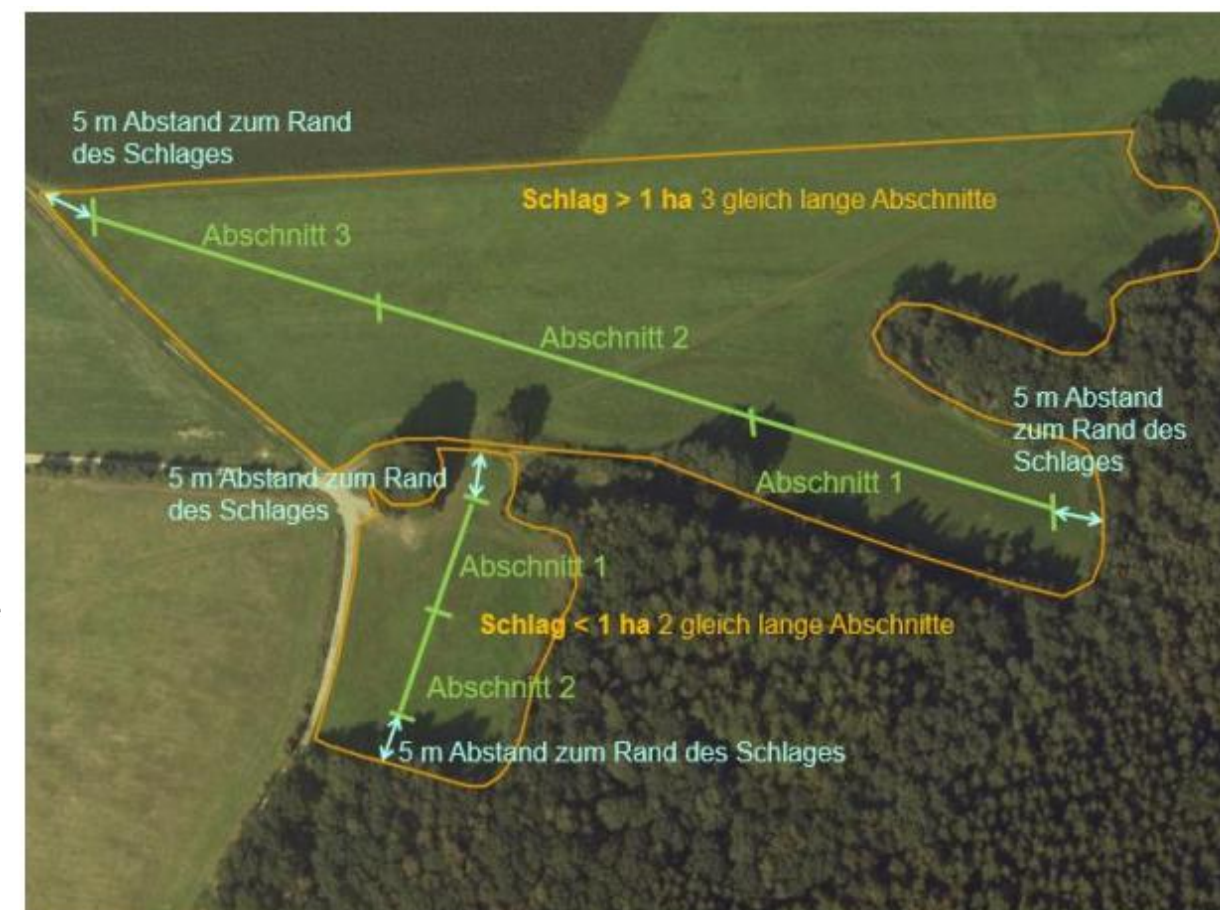 5 m Abstand zum Rand
des Schlages
Schlag > 1 ha 3 gleich lange Abschnitte
Abschnitt 3
Abschnitt 2
5 m Abstand
zum Rand des
Schlages
5 m Abstand zum Rand
des Schlages
Abschnitt 1
Abschnitt 1
Schlag < 1 ha 2 gleich lange Abschnitte
Abschnitt 2
5 m Abstand zum Rand des Schlages